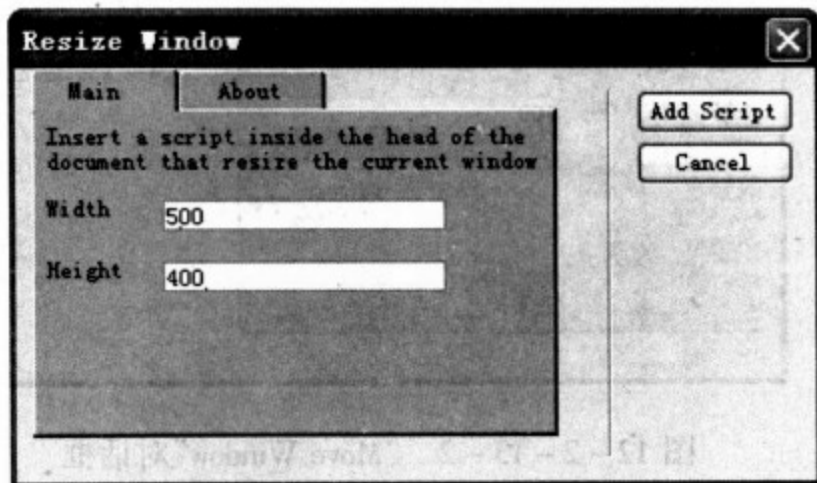 Resize Window
Main
About
Insert a script inside the head of the
document that resize the current window
Width
500
Height
400
Add Script
Cancel